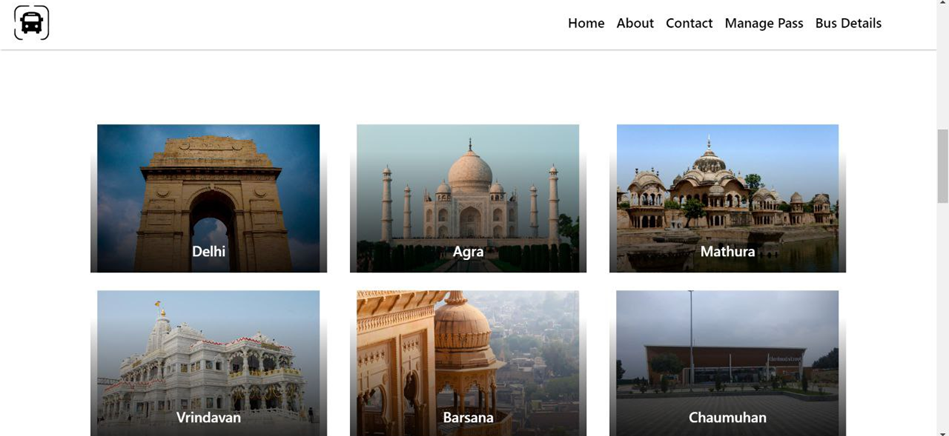 Home About Contact Manage Pass Bus Details
Delhi
Agra
Mathura
Vrindavan
Barsana
Chaumuhan